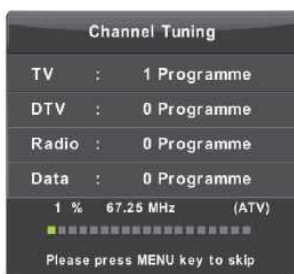 Channel Tuning
TV : 1 Programme
DTV : 0 Programme
Radio : 0 Programme
Data : 0 Programme
1 % 67.25 MHz (ATV)
Please press MENU key to skip